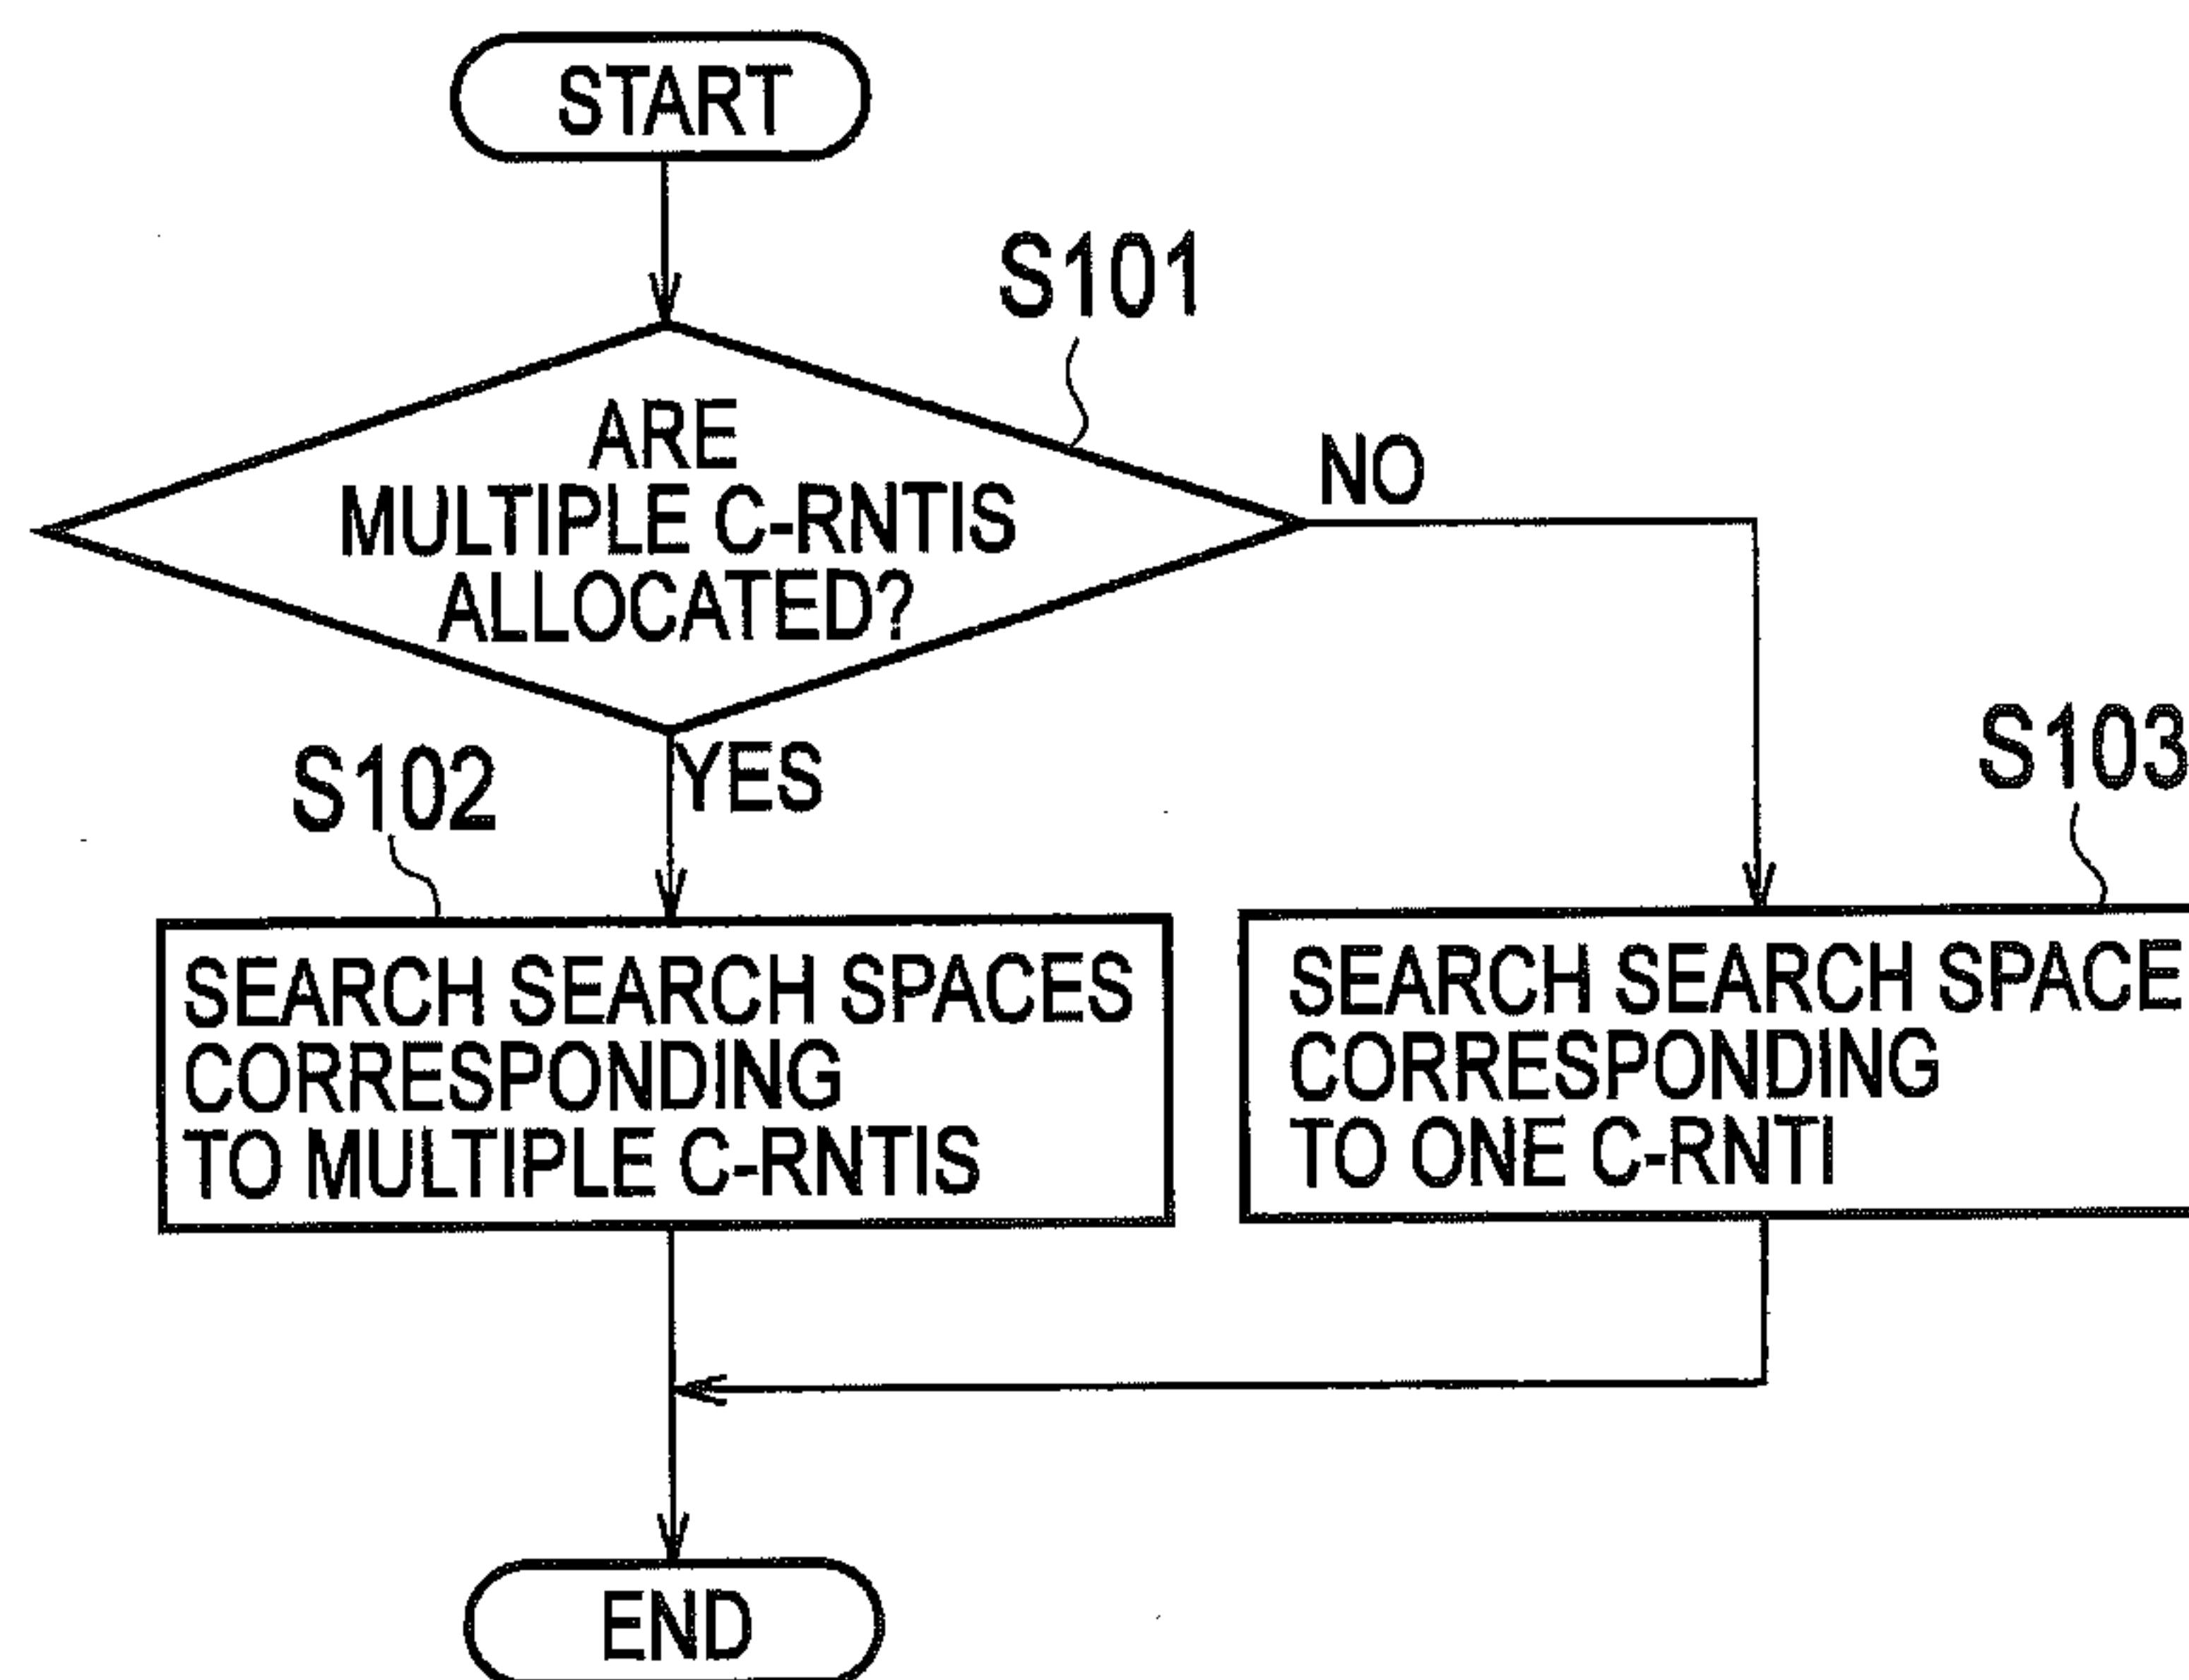 START
S101
ARE
MULTIPLE C-RNTIS
ALLOCATED?
NO
YES
S102
SEARCH SEARCH SPACES
CORRESPONDING
TO MULTIPLE C-RNTIS
S103
SEARCH SEARCH SPACE
CORRESPONDING
TO ONE C-RNTI
END